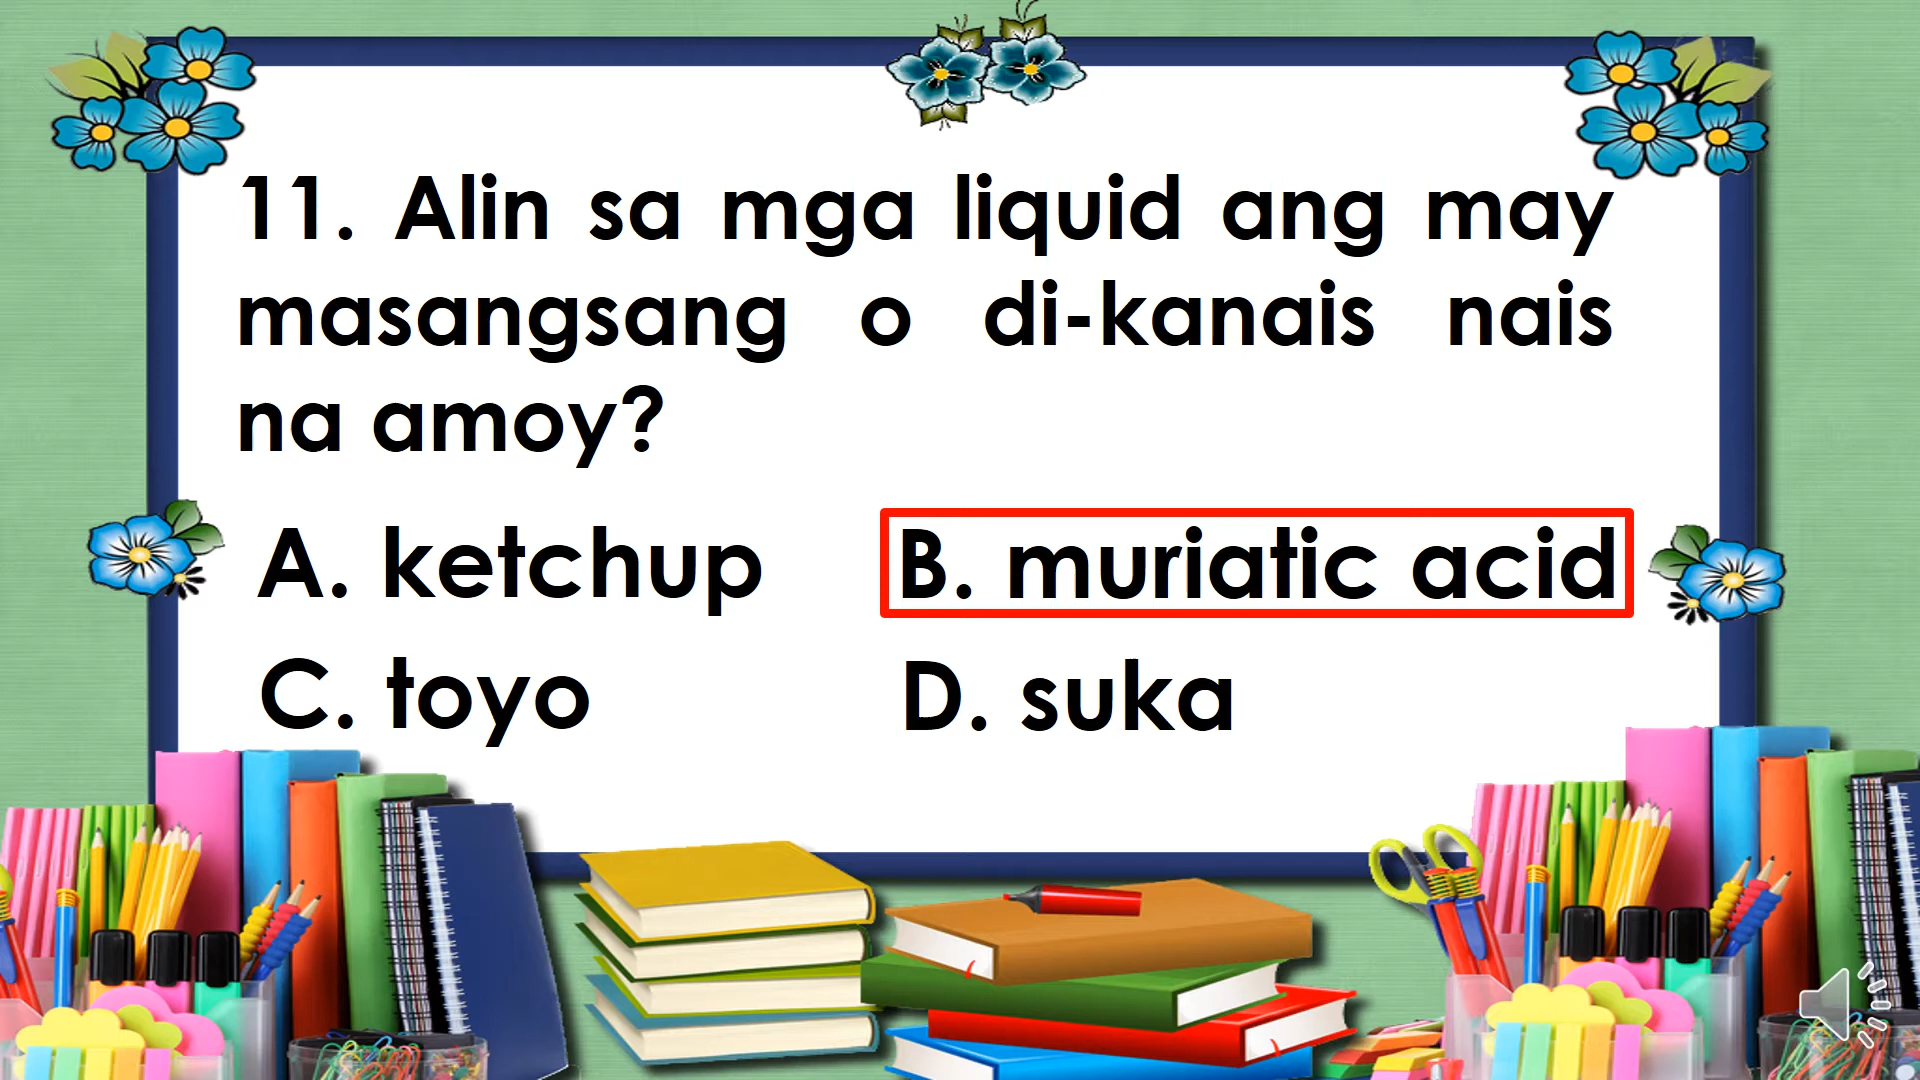 11. Alin sa mga liquid ang may
masangsang o di-kanais nais
na amoy?
A. ketchup B. muriatic acid
C. toyo D. suka